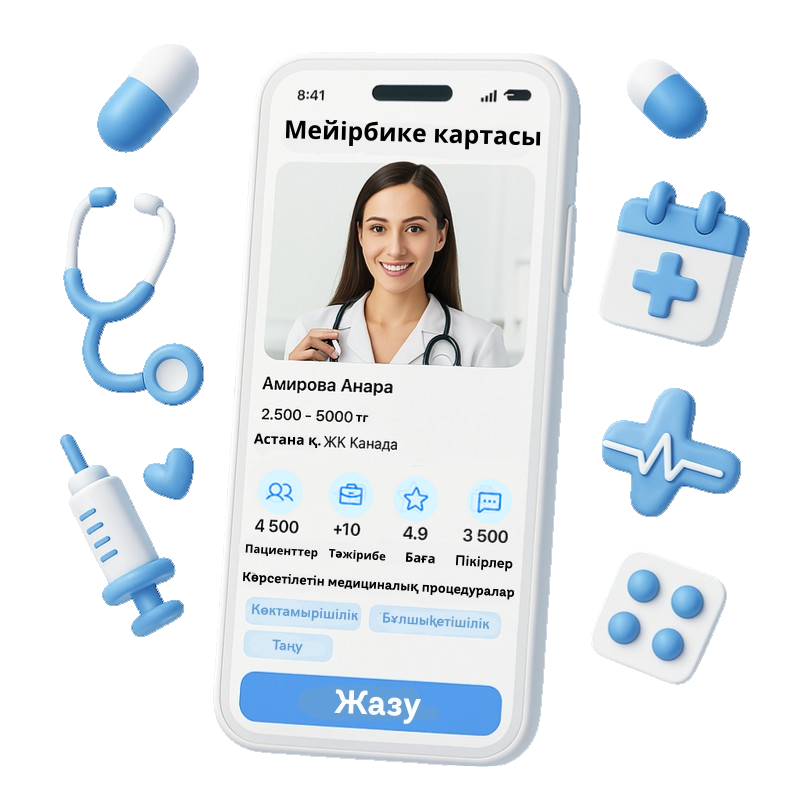 8:41
Мейірбике картасы
Амирова Анара
2.500 - 5000 тг
Астана қ. ЖК Канада
4 500 +10 4.9 3 500
Пациенттер Тәжірибе Баға Пікірлер
Көрсетілетін медициналық процедуралар
Көктамырішілік Бұлшықетішілік
Таңу
Жазу